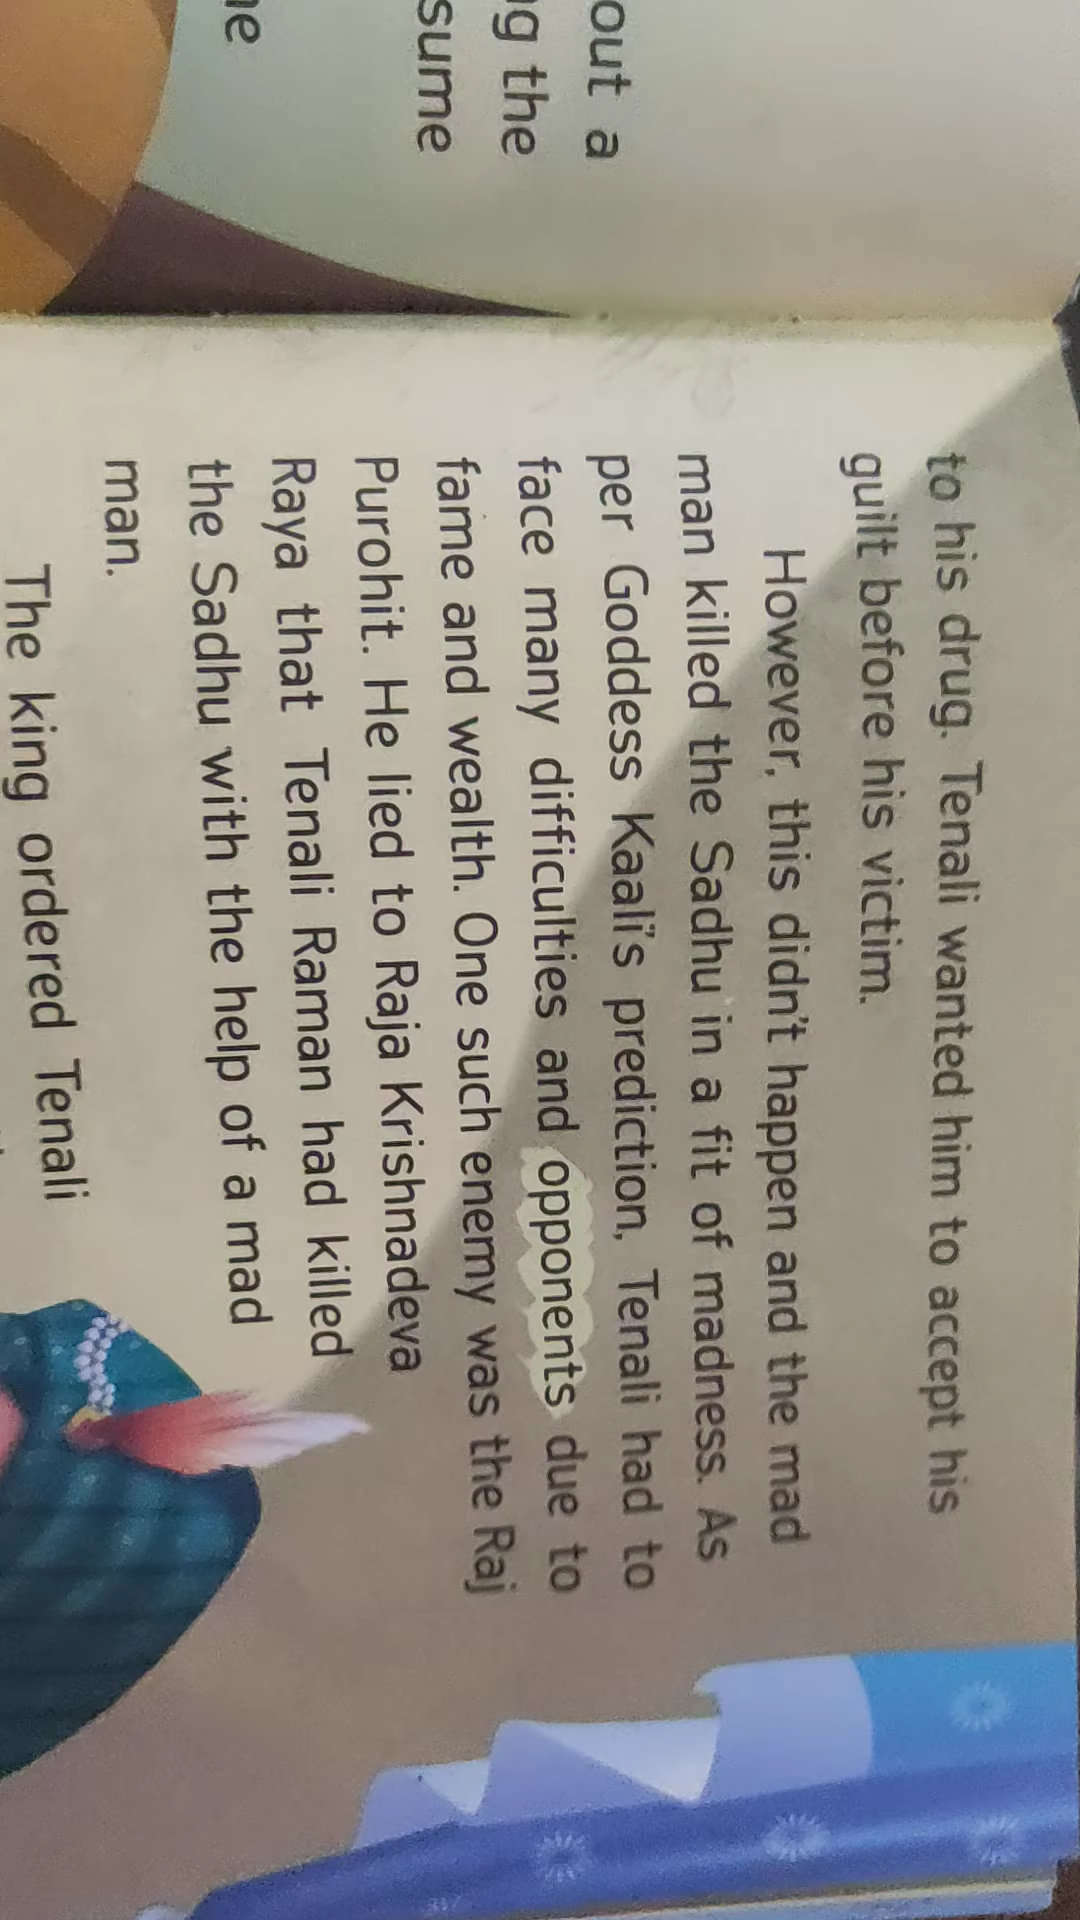 out a
g the
sume
he
to his drug. Tenali wanted him to accept his
guilt before his victim.
However, this didn't happen and the mad
man killed the Sadhu in a fit of madness. As
per Goddess Kaali's prediction, Tenali had to
face many difficulties and opponents due to
fame and wealth. One such enemy was the Raj
Purohit. He lied to Raja Krishnadeva
Raya that Tenali Raman had killed
the Sadhu with the help of a mad
man.
The king ordered Tenali